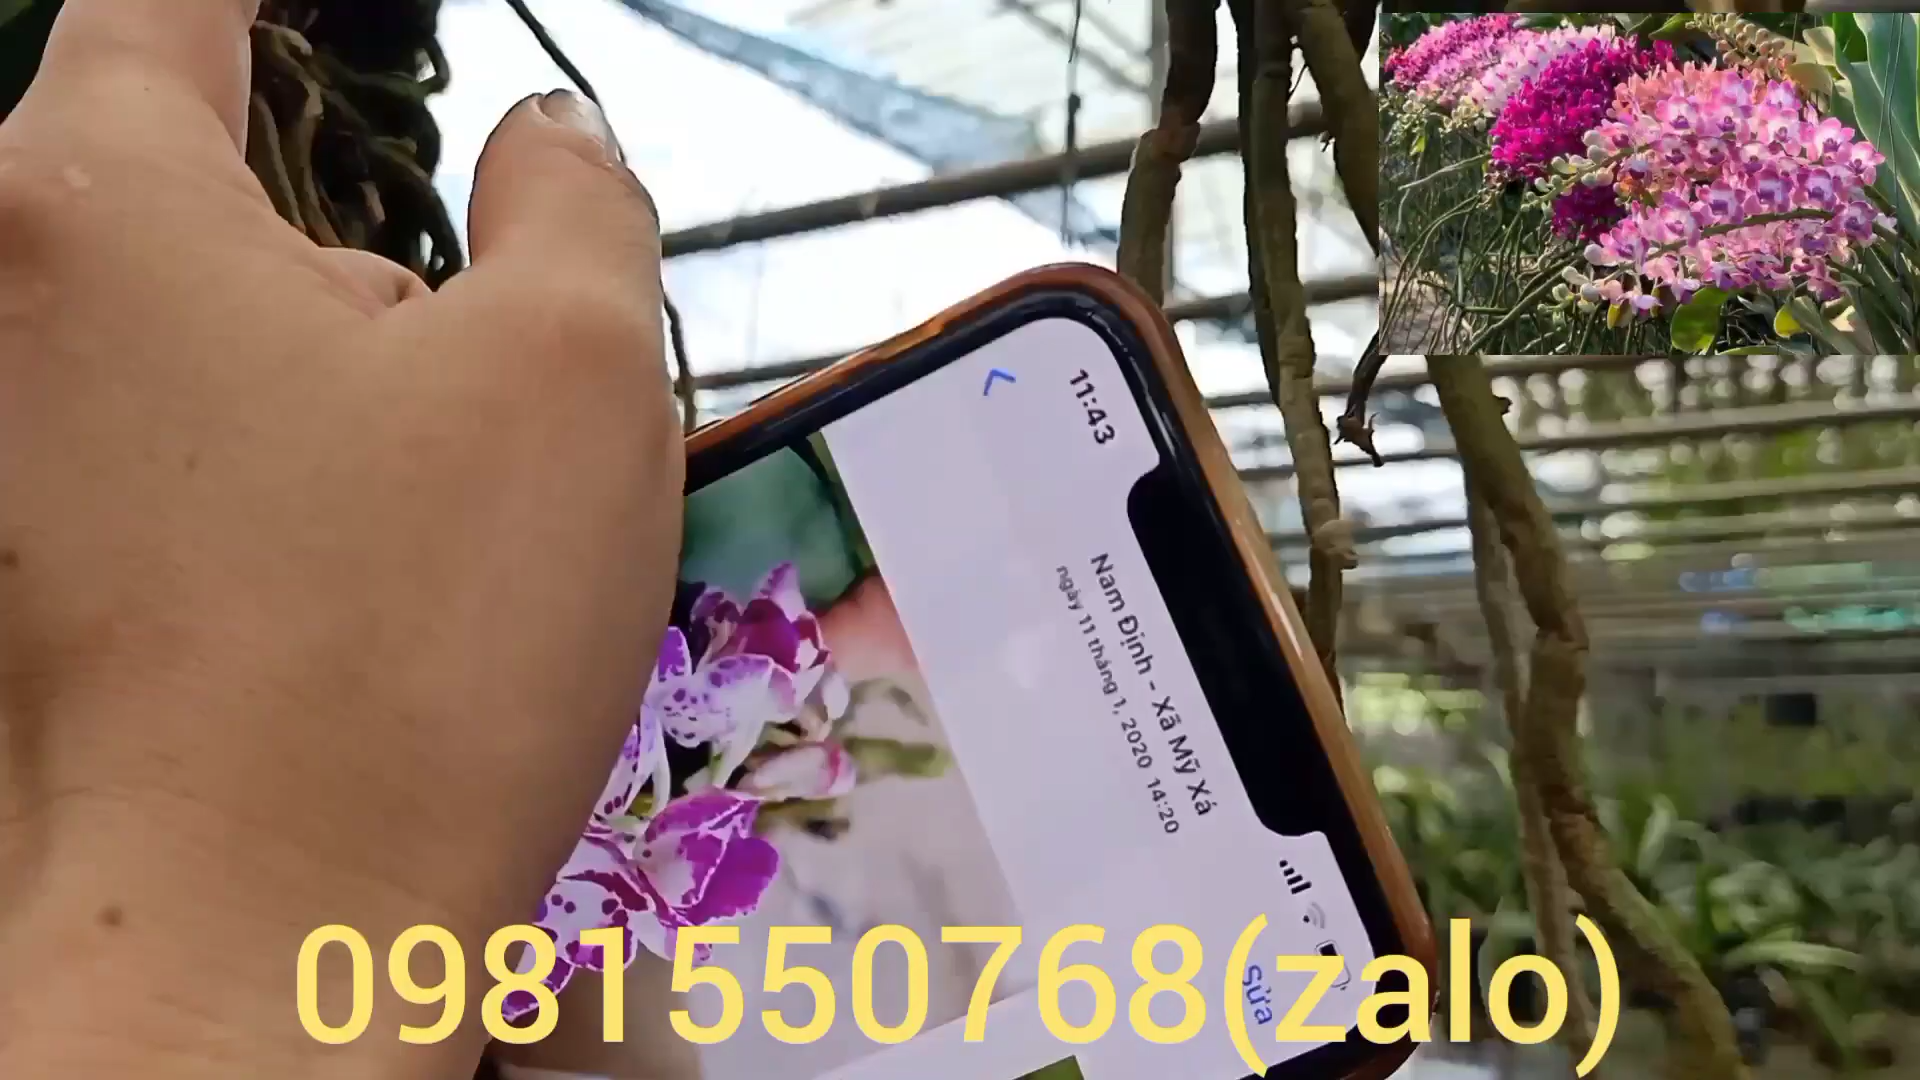 11:43
Nam Định - Xã Mỹ Xá
ngày 11 tháng 1, 2020 14:20
Sửa
0981550768(zalo)